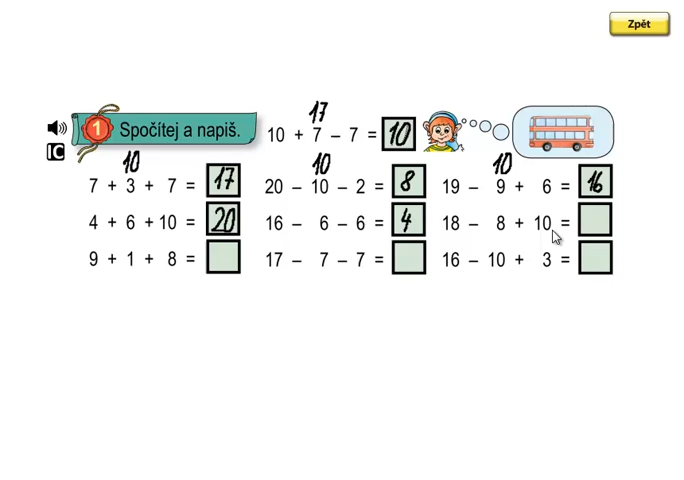 Zpět
17
1 Spočítej a napiš. 10 + 7 – 7 = 10
10 10 10
7 + 3 + 7 = 17 20 – 10 – 2 = 8 19 – 9 + 6 = 16
4 + 6 + 10 = 20 16 – 6 – 6 = 4 18 – 8 + 10 =
9 + 1 + 8 = 17 – 7 – 7 = 16 – 10 + 3 =